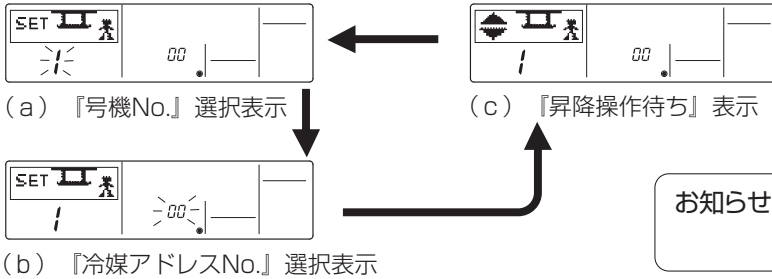 SET
1
00
(a) 『号機No.』選択表示
1
00
(c) 『昇降操作待ち』表示
SET
1
00
(b) 『冷媒アドレスNo.』選択表示
お知らせ